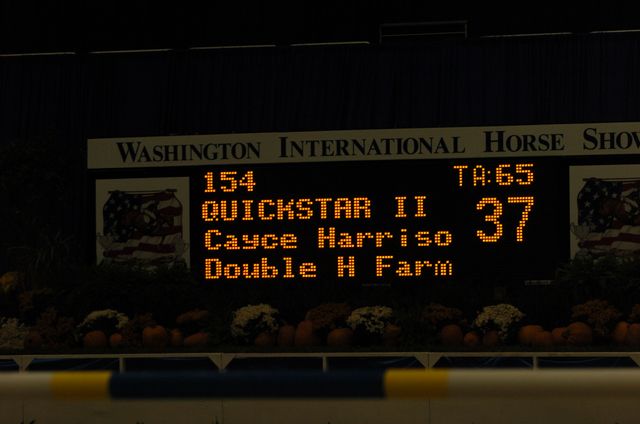 WASHINGTON INTERNATIONAL HORSE SHOW
154 TA:65
QUICKSTAR II 37
Cayce Harriso
Double H Farm